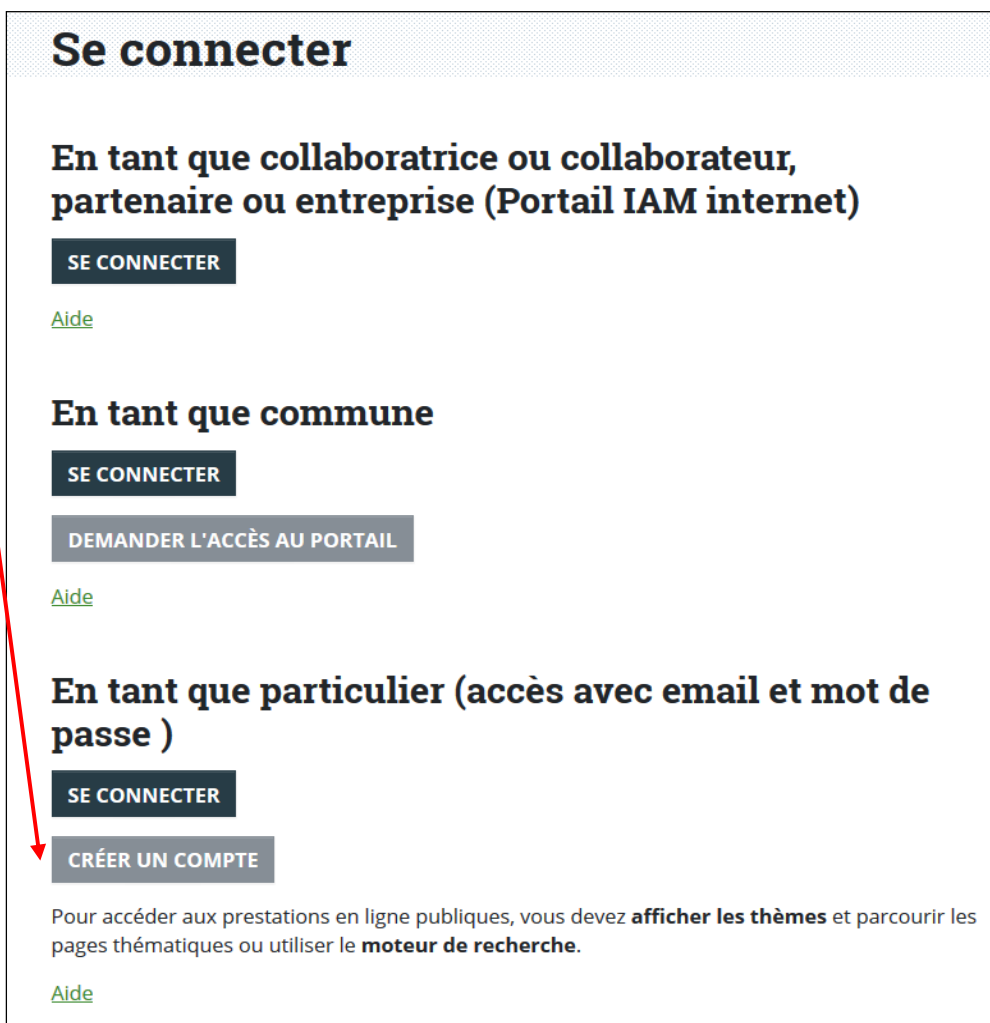 Se connecter
En tant que collaboratrice ou collaborateur,
partenaire ou entreprise (Portail IAM internet)
SE CONNECTER
Aide
En tant que commune
SE CONNECTER
DEMANDER L'ACCÈS AU PORTAIL
Aide
En tant que particulier (accès avec email et mot de
passe )
SE CONNECTER
CRÉER UN COMPTE
Pour accéder aux prestations en ligne publiques, vous devez afficher les thèmes et parcourir les
pages thématiques ou utiliser le moteur de recherche.
Aide